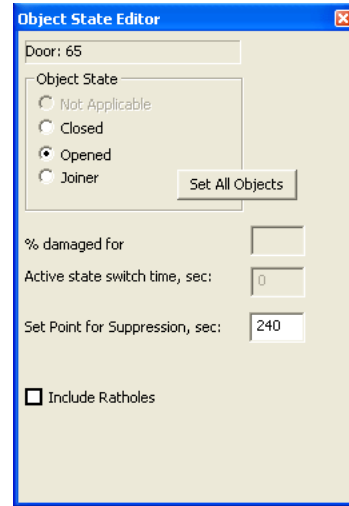 Object State Editor
Door: 65
Object State
Not Applicable
Closed
Opened
Joiner
Set All Objects
% damaged for
Active state switch time, sec: 0
Set Point for Suppression, sec: 240
Include Ratholes